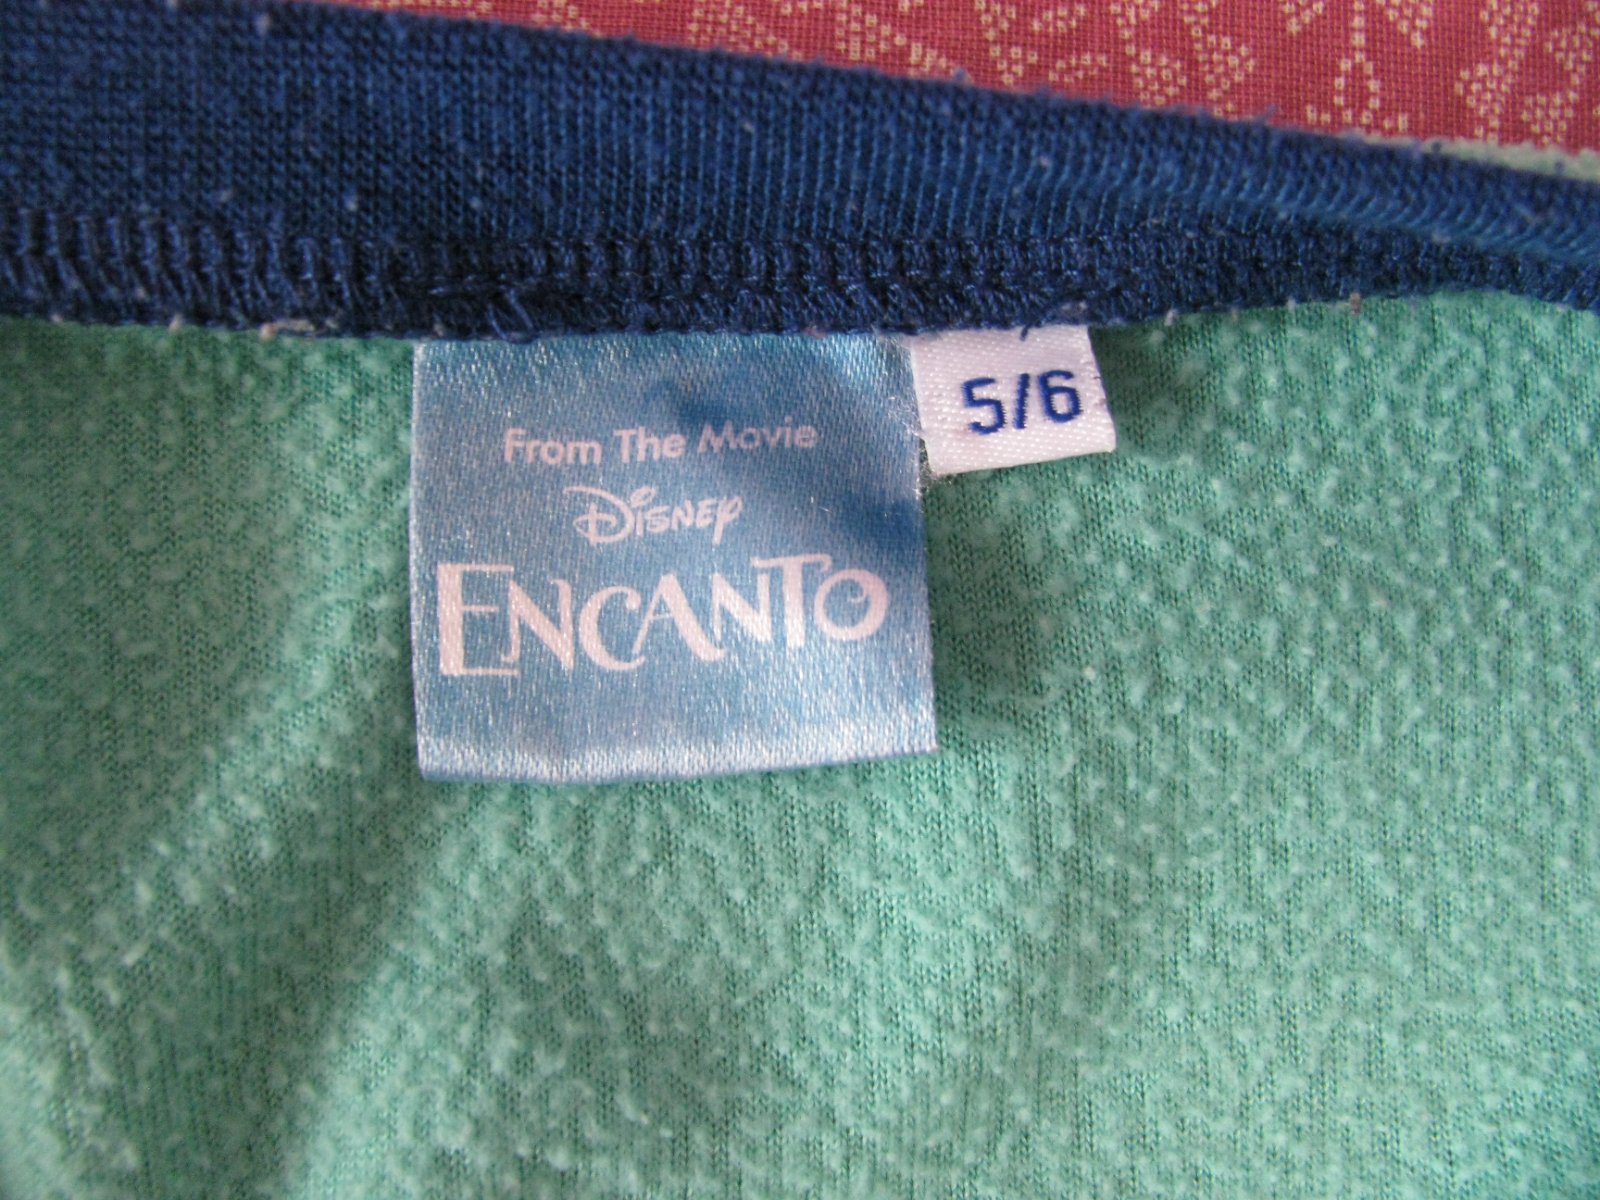 From The Movie
Disney
ENCANTO
5/6